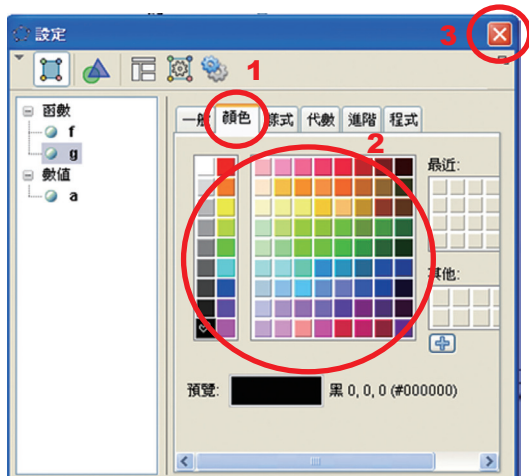 設定
3
1
函數
f
g
數值
a
一般 顏色 樣式 代數 進階 程式
2
最近:
其他:
預覽: 黑 0, 0, 0 (#000000)